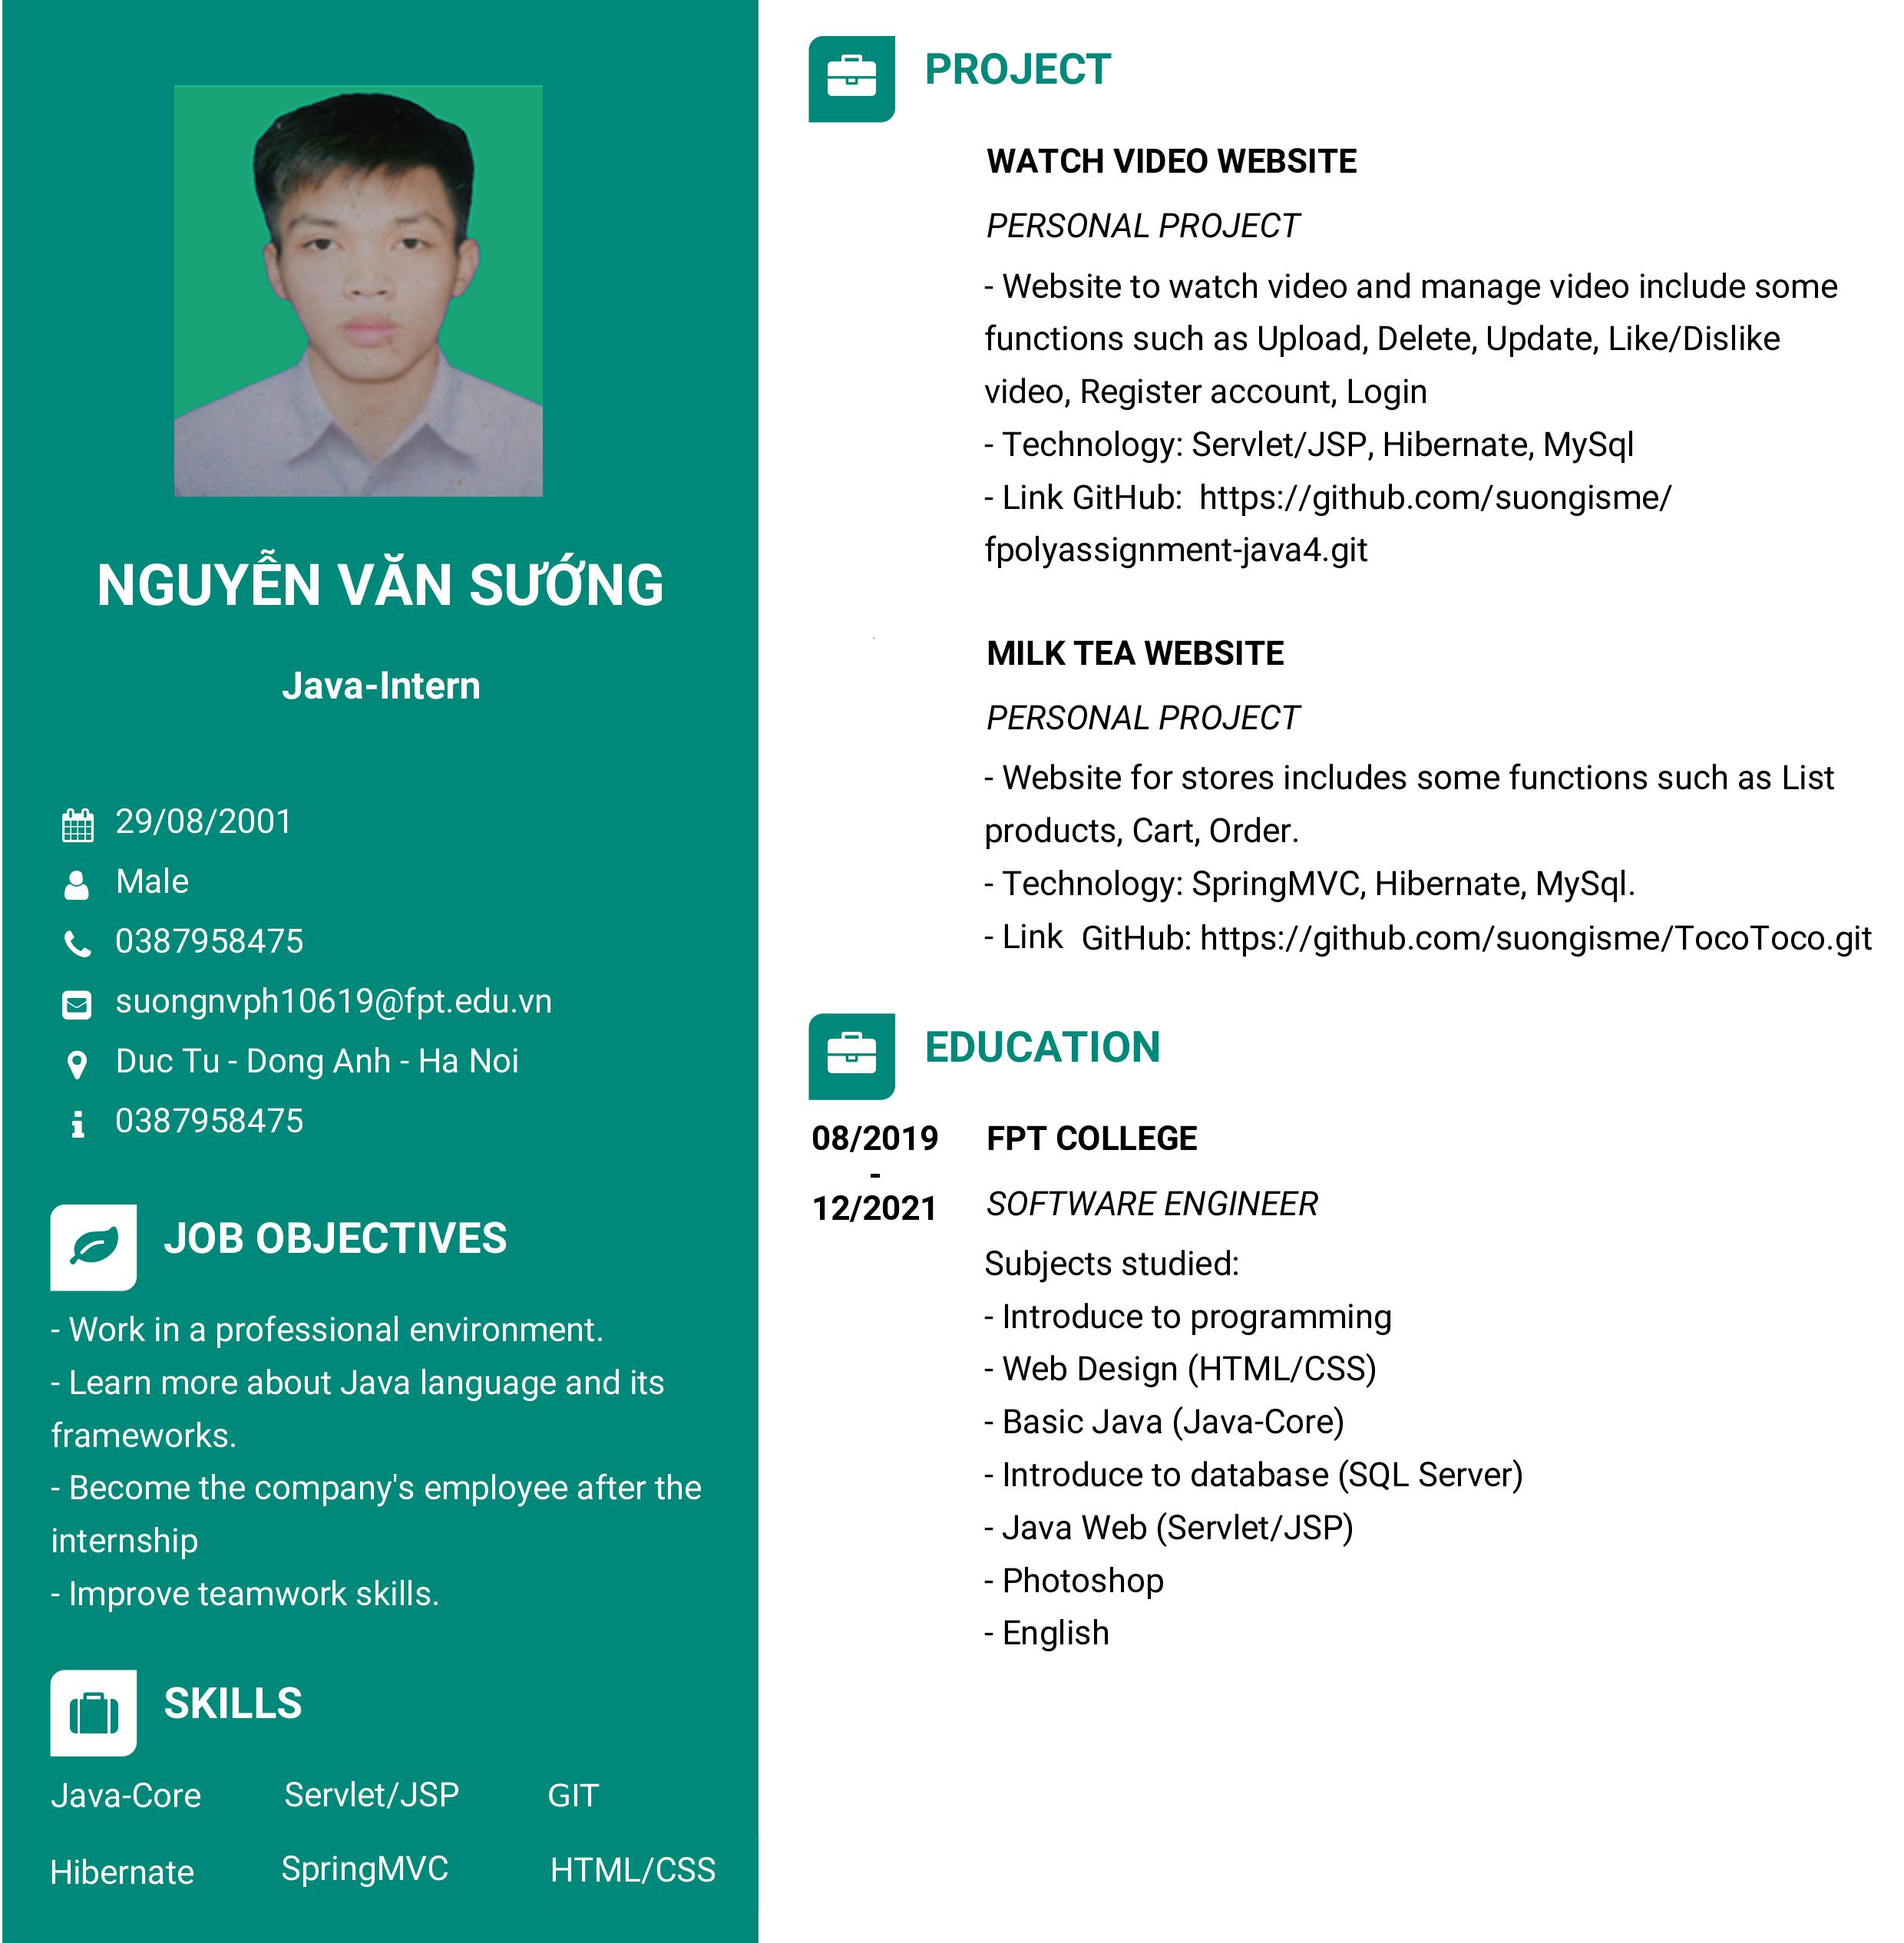 NGUYỄN VĂN SƯỚNG
Java-Intern
29/08/2001
Male
0387958475
suongnvph10619@fpt.edu.vn
Duc Tu - Dong Anh - Ha Noi
0387958475
JOB OBJECTIVES
- Work in a professional environment.
- Learn more about Java language and its
frameworks.
- Become the company's employee after the
internship
- Improve teamwork skills.
SKILLS
Java-Core Servlet/JSP GIT
Hibernate SpringMVC HTML/CSS
PROJECT
WATCH VIDEO WEBSITE
PERSONAL PROJECT
- Website to watch video and manage video include some
functions such as Upload, Delete, Update, Like/Dislike
video, Register account, Login
- Technology: Servlet/JSP, Hibernate, MySql
- Link GitHub: https://github.com/suongisme/
fpolyassignment-java4.git
MILK TEA WEBSITE
PERSONAL PROJECT
- Website for stores includes some functions such as List
products, Cart, Order.
- Technology: SpringMVC, Hibernate, MySql.
- Link GitHub: https://github.com/suongisme/TocoToco.git
EDUCATION
08/2019
-
12/2021
FPT COLLEGE
SOFTWARE ENGINEER
Subjects studied:
- Introduce to programming
- Web Design (HTML/CSS)
- Basic Java (Java-Core)
- Introduce to database (SQL Server)
- Java Web (Servlet/JSP)
- Photoshop
- English